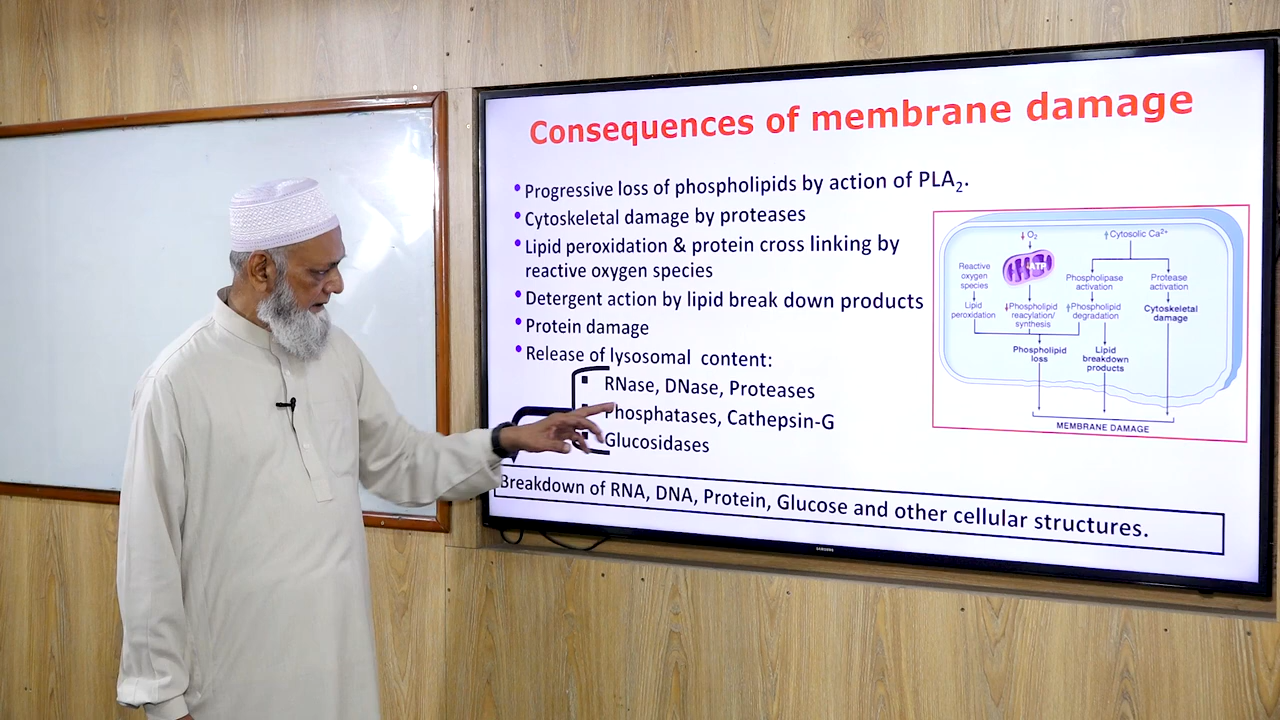 Consequences of membrane damage
• Progressive loss of phospholipids by action of PLA₂.
• Cytoskeletal damage by proteases
• Lipid peroxidation & protein cross linking by
reactive oxygen species
• Detergent action by lipid break down products
• Protein damage
• Release of lysosomal content:
▪ RNase, DNase, Proteases
Phosphatases, Cathepsin-G
Glucosidases
Breakdown of RNA, DNA, Protein, Glucose and other cellular structures.
↓ O₂
↑ Cytosolic Ca²⁺
↓ATP
Reactive
oxygen
species
Phospholipase
activation
Protease
activation
Lipid
peroxidation
↓Phospholipid
reacylation/
synthesis
↑Phospholipid
degradation
Cytoskeletal
damage
Phospholipid
loss
Lipid
breakdown
products
MEMBRANE DAMAGE
SAMSUNG